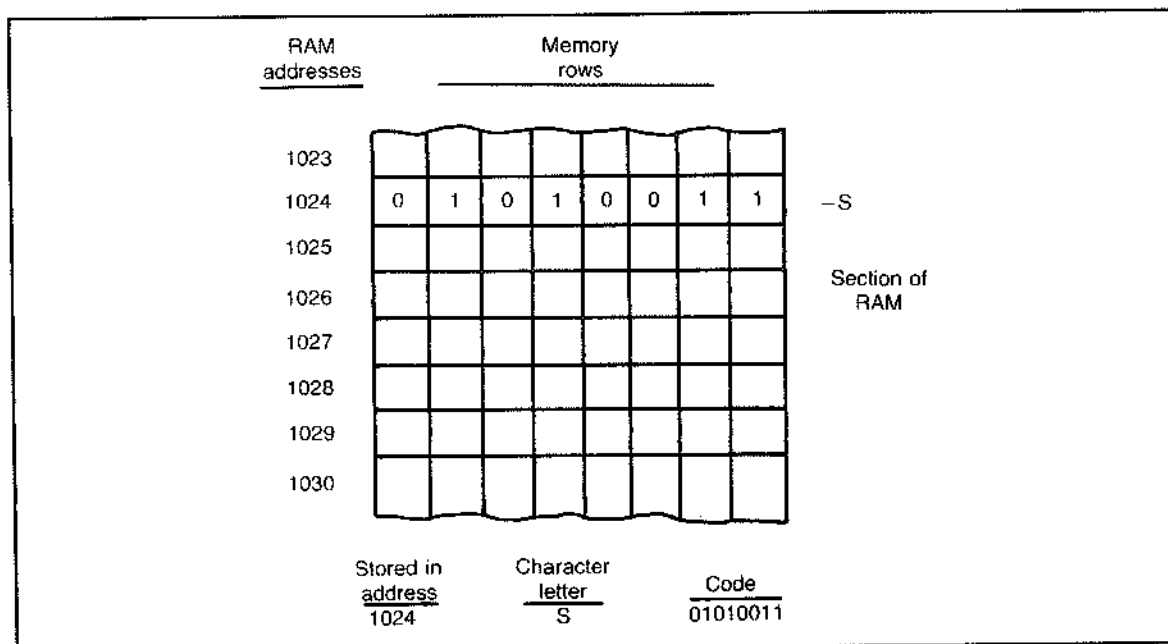 RAM addresses
Memory rows
1023
1024 0 1 0 1 0 0 1 1 –S
1025
1026
Section of RAM
1027
1028
1029
1030
Stored in address
1024
Character letter
S
Code
01010011